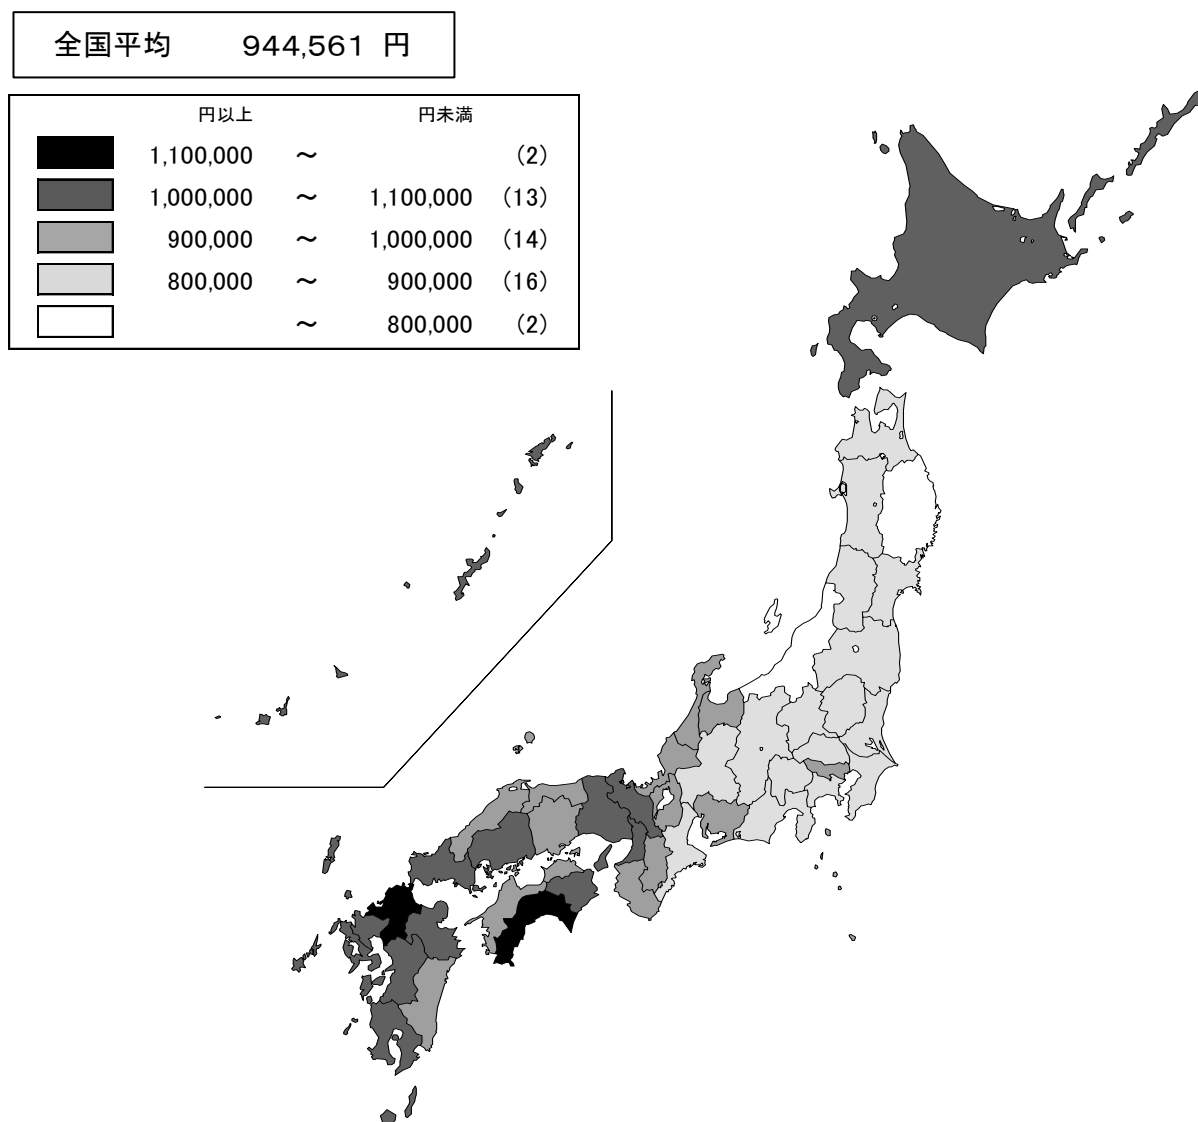 全国平均　944,561 円
円以上　円未満
1,100,000 ～ (2)
1,000,000 ～ 1,100,000 (13)
900,000 ～ 1,000,000 (14)
800,000 ～ 900,000 (16)
～ 800,000 (2)